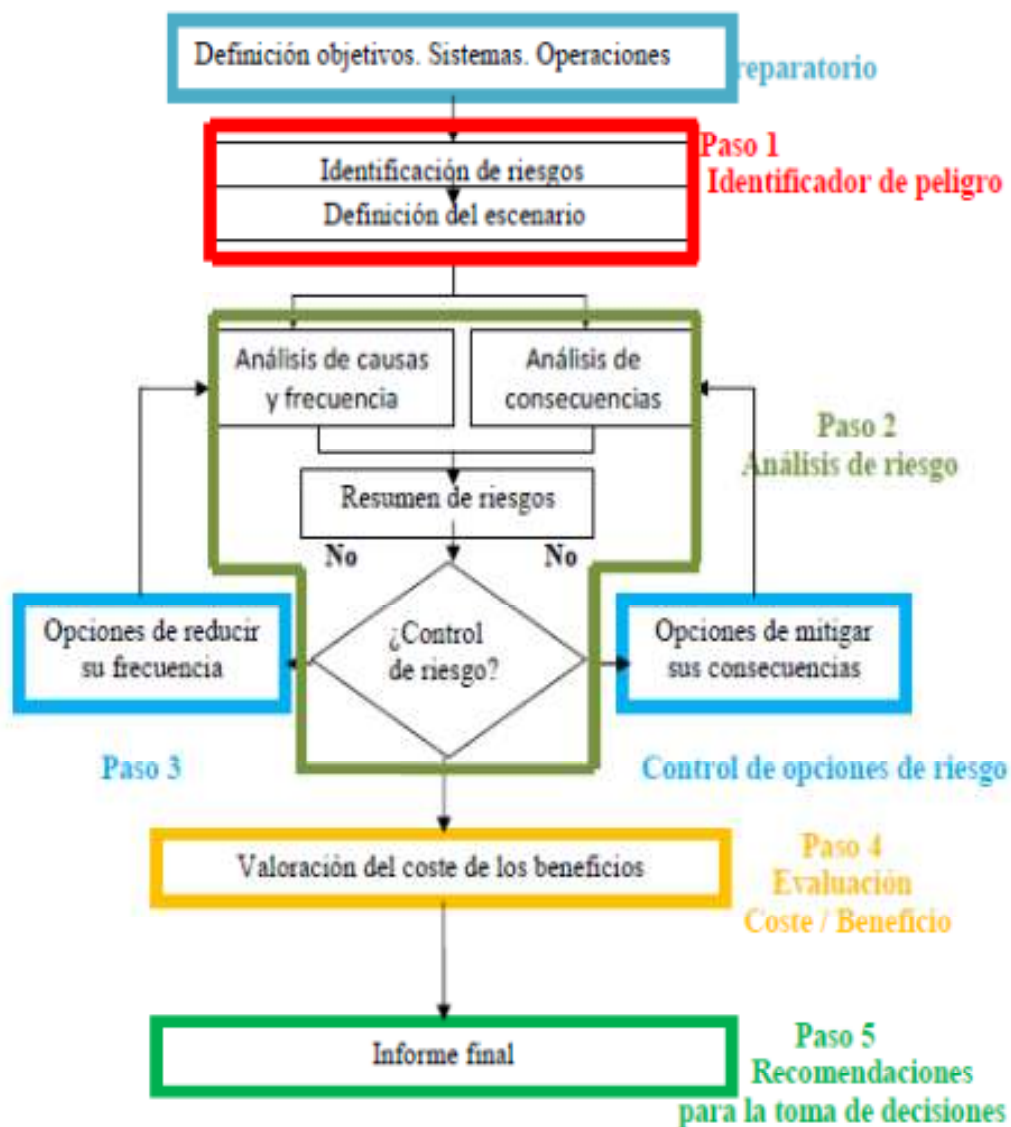 Definición objetivos. Sistemas. Operaciones
reparatorio
Paso 1
Identificador de peligro
Identificación de riesgos
Definición del escenario
Análisis de causas
y frecuencia
Análisis de
consecuencias
Paso 2
Análisis de riesgo
Resumen de riesgos
No
No
Opciones de reducir
su frecuencia
¿Control
de riesgo?
Opciones de mitigar
sus consecuencias
Paso 3
Control de opciones de riesgo
Valoración del coste de los beneficios
Paso 4
Evaluación
Coste / Beneficio
Informe final
Paso 5
Recomendaciones
para la toma de decisiones